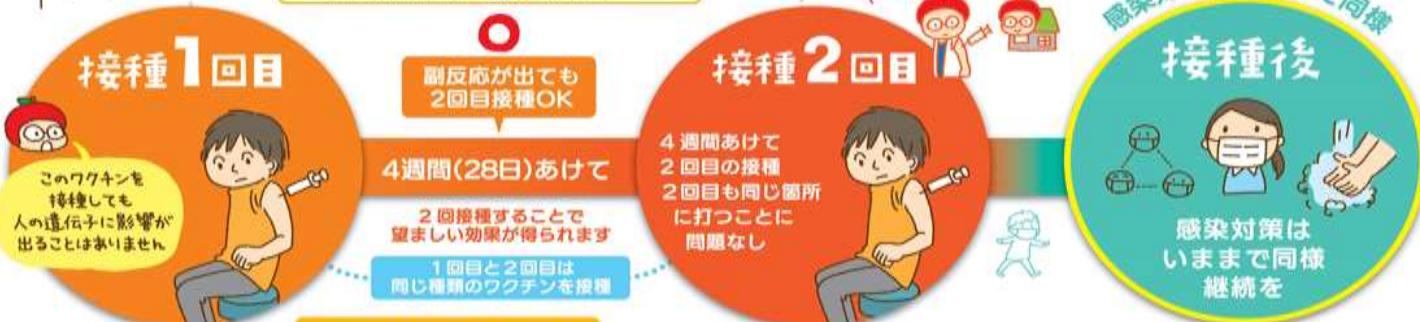 接種1回目
このワクチンを
接種しても
人の遺伝子に影響が
出ることはありません
副反応が出ても
2回目接種OK
4週間(28日)あけて
2回接種することで
望ましい効果が得られます
1回目と2回目は
同じ種類のワクチンを接種
接種2回目
4週間あけて
2回目の接種
2回目も同じ箇所
に打つことに
問題なし
接種後
感染対策は
いままで同様
継続を